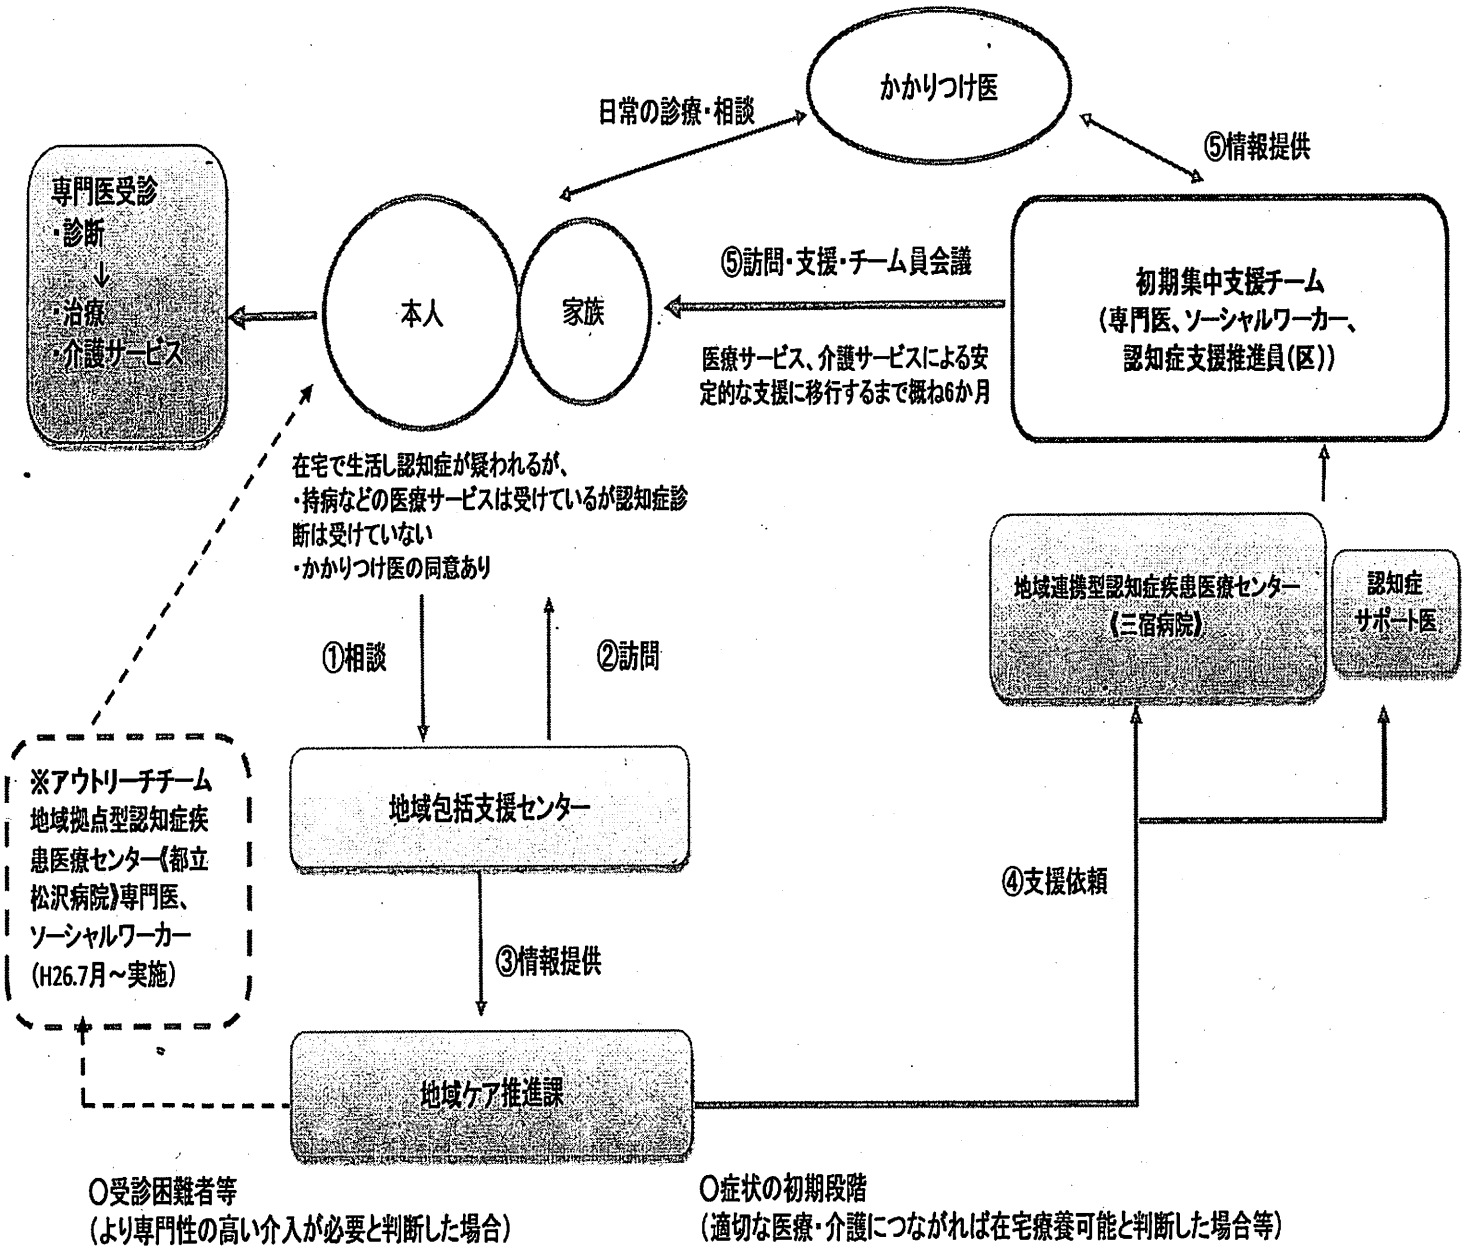 かかりつけ医
日常の診療・相談
⑤情報提供
専門医受診
・診断
↓
・治療
・介護サービス
本人
家族
⑤訪問・支援・チーム員会議
医療サービス、介護サービスによる安
定的な支援に移行するまで概ね6か月
初期集中支援チーム
(専門医、ソーシャルワーカー、
認知症支援推進員(区))
在宅で生活し認知症が疑われるが、
・持病などの医療サービスは受けているが認知症診
断は受けていない
・かかりつけ医の同意あり
①相談
②訪問
地域連携型認知症疾患医療センター
《三宿病院》
認知症
サポート医
地域包括支援センター
※アウトリーチチーム
地域拠点型認知症疾
患医療センター《都立
松沢病院》専門医、
ソーシャルワーカー
(H26.7月～実施)
③情報提供
④支援依頼
地域ケア推進課
○受診困難者等
(より専門性の高い介入が必要と判断した場合)
○症状の初期段階
(適切な医療・介護につながれば在宅療養可能と判断した場合等)